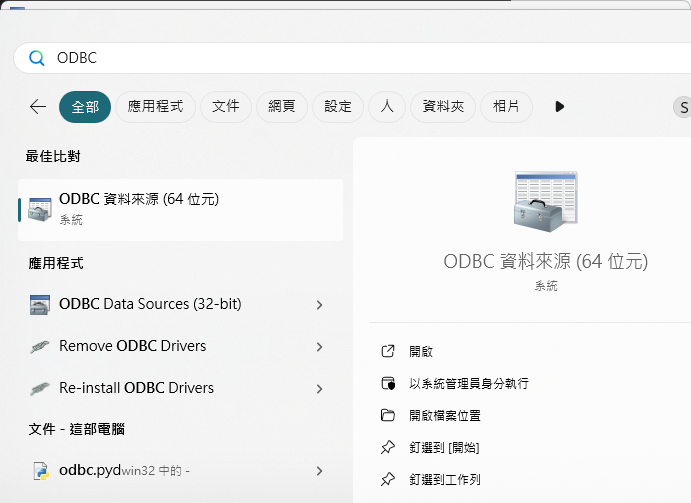 ODBC
全部 應用程式 文件 網頁 設定 人 資料夾 相片 S
最佳比對
ODBC 資料來源 (64 位元)
系統
應用程式
ODBC Data Sources (32-bit)
Remove ODBC Drivers
Re-install ODBC Drivers
文件 - 這部電腦
odbc.pydwin32 中的 -
ODBC 資料來源 (64 位元)
系統
開啟
以系統管理員身分執行
開啟檔案位置
釘選到 [開始]
釘選到工作列